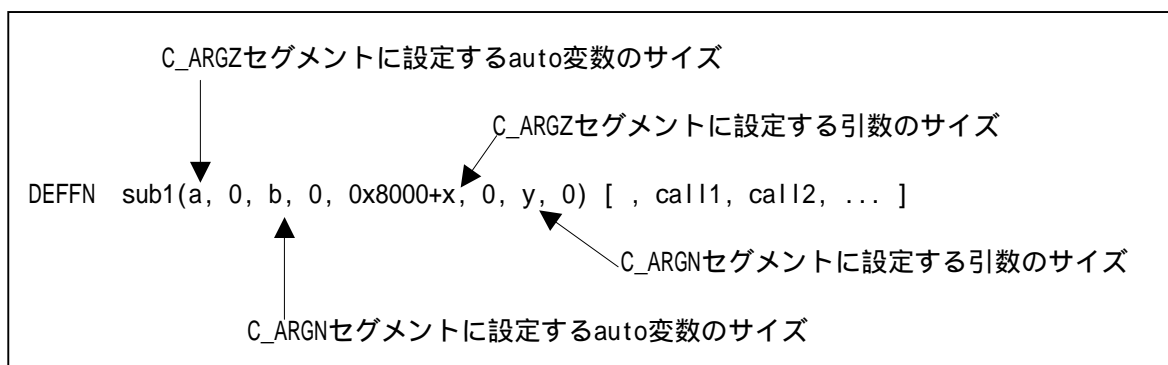 C_ARGZセグメントに設定するauto変数のサイズ
C_ARGZセグメントに設定する引数のサイズ
DEFFN sub1(a, 0, b, 0, 0x8000+x, 0, y, 0) [ , call1, call2, ... ]
C_ARGNセグメントに設定する引数のサイズ
C_ARGNセグメントに設定するauto変数のサイズ